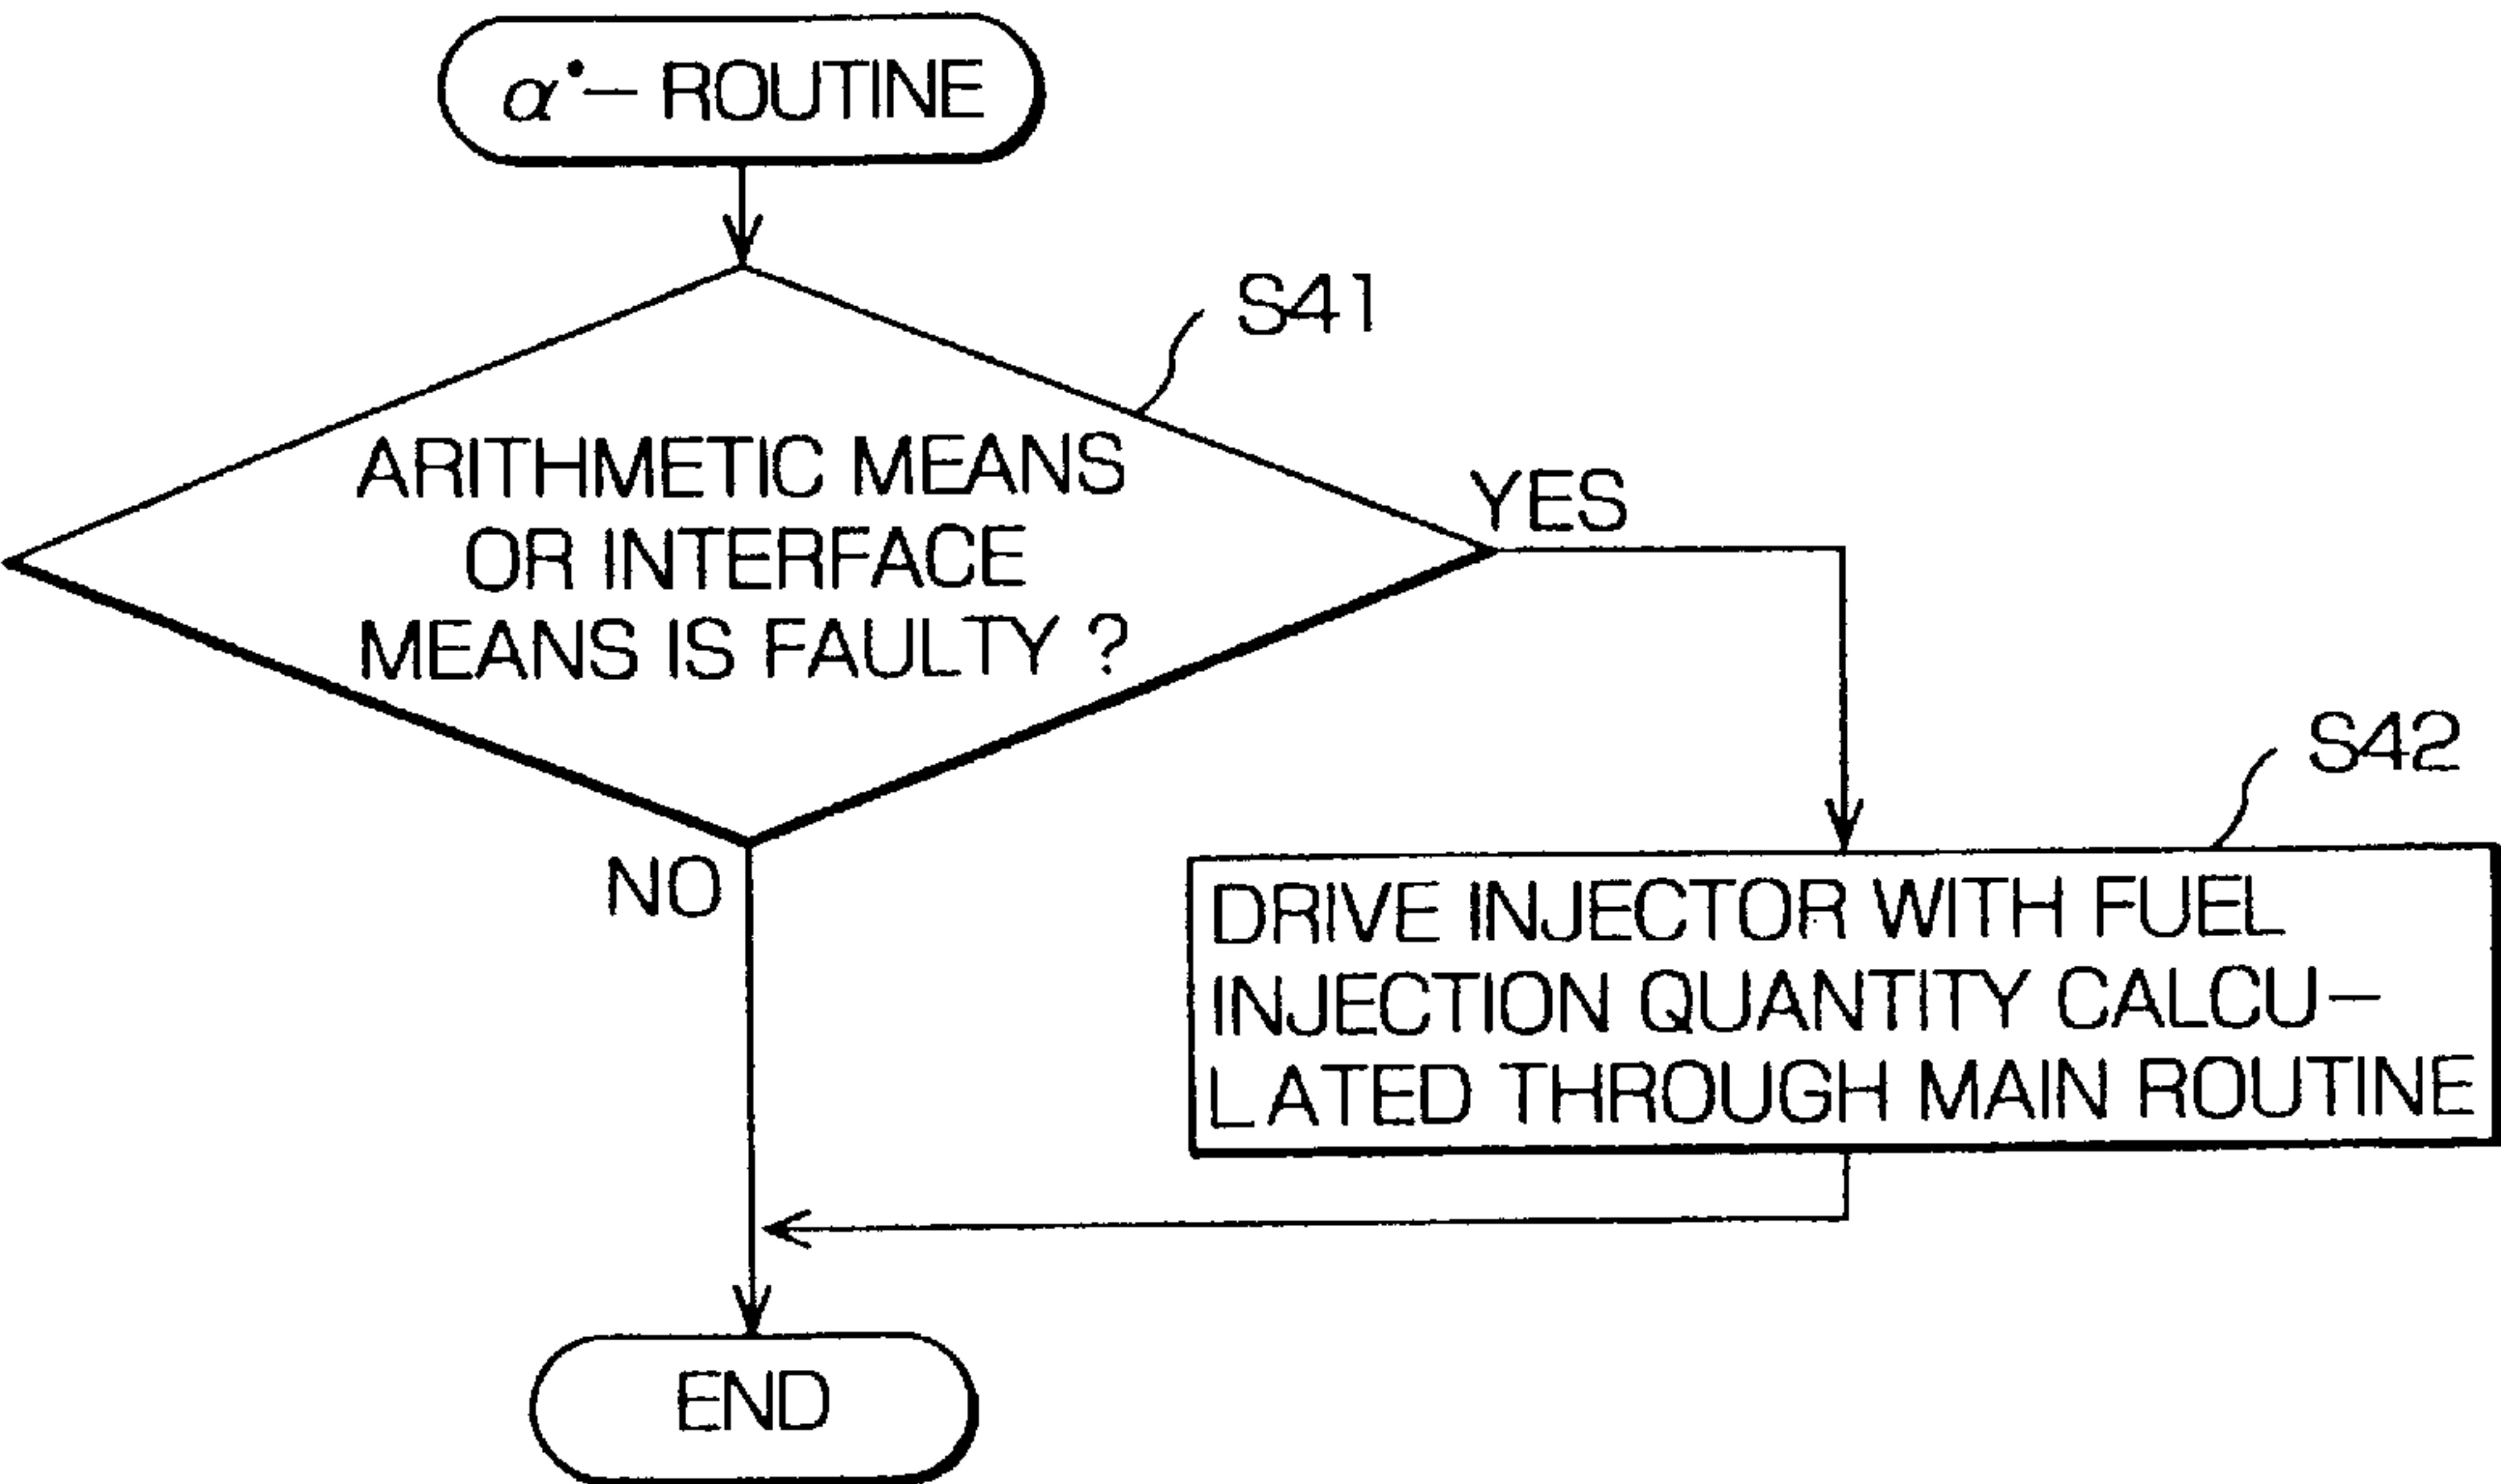 α°– ROUTINE
S41
ARITHMETIC MEANS
OR INTERFACE
MEANS IS FAULTY ?
YES
NO
S42
DRIVE INJECTOR WITH FUEL
INJECTION QUANTITY CALCU–
LATED THROUGH MAIN ROUTINE
END